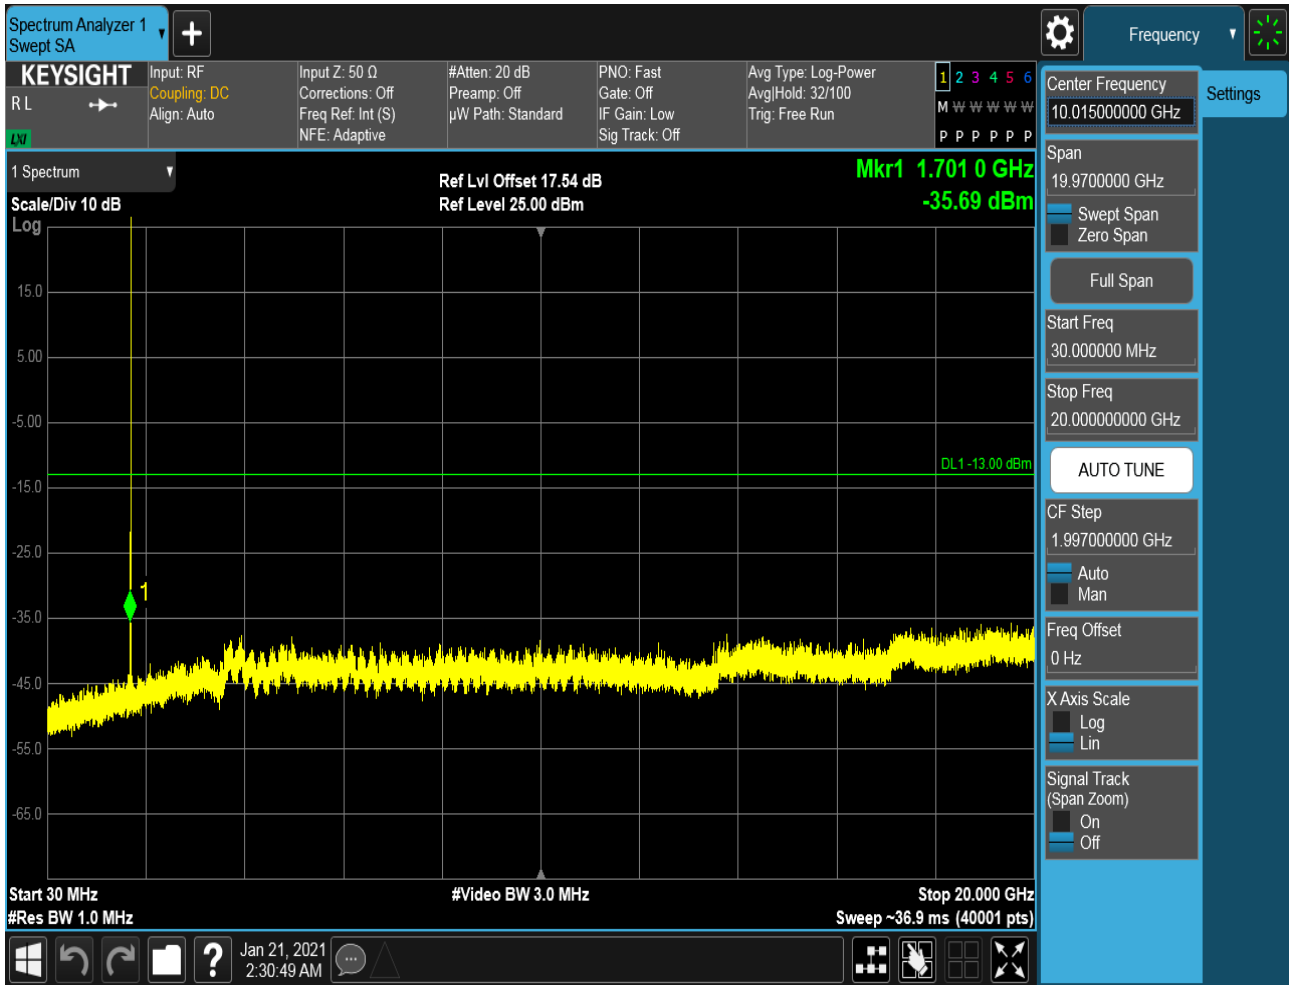 Spectrum Analyzer 1
Swept SA
Frequency
KEYSIGHT
R L
LXI
Input: RF
Coupling: DC
Align: Auto
Input Z: 50 Ω
Corrections: Off
Freq Ref: Int (S)
NFE: Adaptive
#Atten: 20 dB
Preamp: Off
µW Path: Standard
PNO: Fast
Gate: Off
IF Gain: Low
Sig Track: Off
Avg Type: Log-Power
Avg|Hold: 32/100
Trig: Free Run
1 2 3 4 5 6
M W W W W W
P P P P P P
1 Spectrum
Scale/Div 10 dB
Log
Ref Lvl Offset 17.54 dB
Ref Level 25.00 dBm
Mkr1 1.701 0 GHz
-35.69 dBm
15.0
5.00
-5.00
DL1 -13.00 dBm
-15.0
-25.0
1
-35.0
-45.0
-55.0
-65.0
Start 30 MHz
#Video BW 3.0 MHz
Stop 20.000 GHz
#Res BW 1.0 MHz
Sweep ~36.9 ms (40001 pts)
Jan 21, 2021
2:30:49 AM
Center Frequency
10.015000000 GHz
Settings
Span
19.9700000 GHz
Swept Span
Zero Span
Full Span
Start Freq
30.000000 MHz
Stop Freq
20.000000000 GHz
AUTO TUNE
CF Step
1.997000000 GHz
Auto
Man
Freq Offset
0 Hz
X Axis Scale
Log
Lin
Signal Track
(Span Zoom)
On
Off